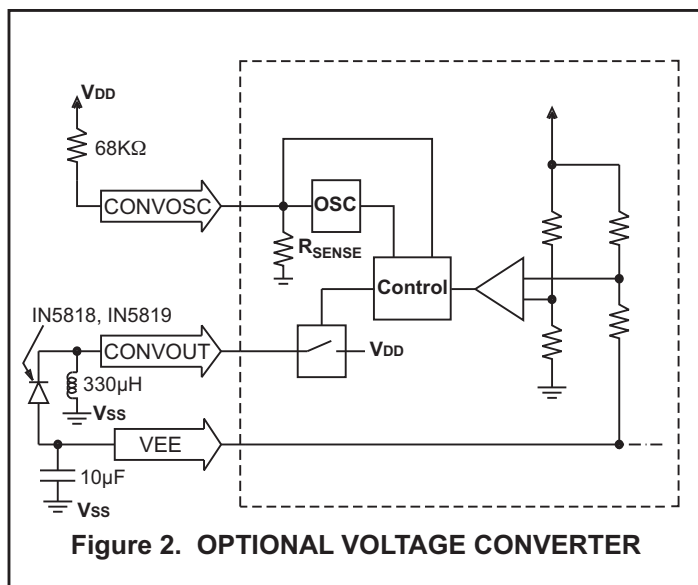 VDD
68KΩ
CONVOSC
OSC
RSENSE
Control
IN5818, IN5819
CONVOUT
VDD
330µH
VSS
VEE
10µF
VSS
Figure 2. OPTIONAL VOLTAGE CONVERTER